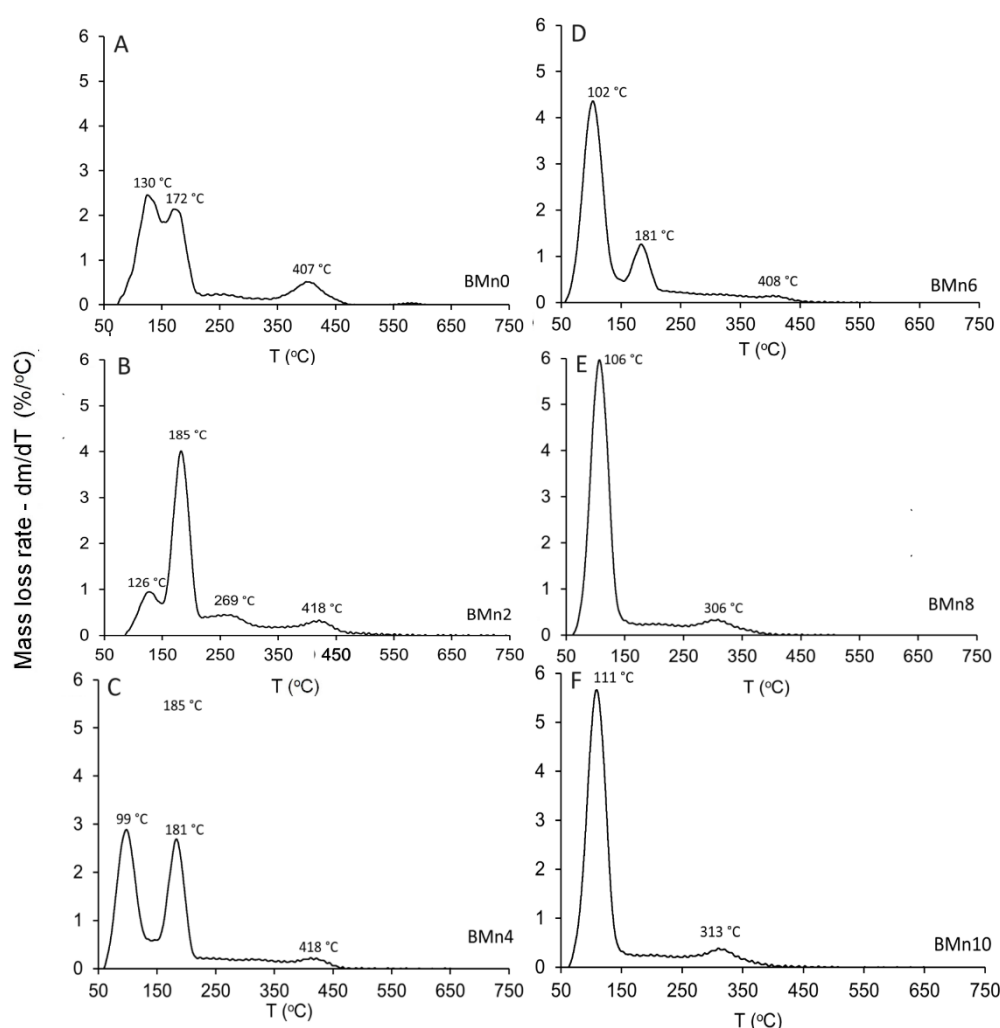 Mass loss rate - dm/dT (%/°C)
A
6
5
4
3
2
1
0
130 °C
172 °C
407 °C
BMn0
50 150 250 350 450 550 650 750
T (°C)
B
6
5
4
3
2
1
0
185 °C
126 °C
269 °C
418 °C
BMn2
50 150 250 350 450 550 650 750
T (°C)
C
6
5
4
3
2
1
0
185 °C
99 °C
181 °C
418 °C
BMn4
50 150 250 350 450 550 650 750
T (°C)
D
6
5
4
3
2
1
0
102 °C
181 °C
408 °C
BMn6
50 150 250 350 450 550 650 750
T (°C)
E
6
5
4
3
2
1
0
106 °C
306 °C
BMn8
50 150 250 350 450 550 650 750
T (°C)
F
6
5
4
3
2
1
0
111 °C
313 °C
BMn10
50 150 250 350 450 550 650 750
T (°C)